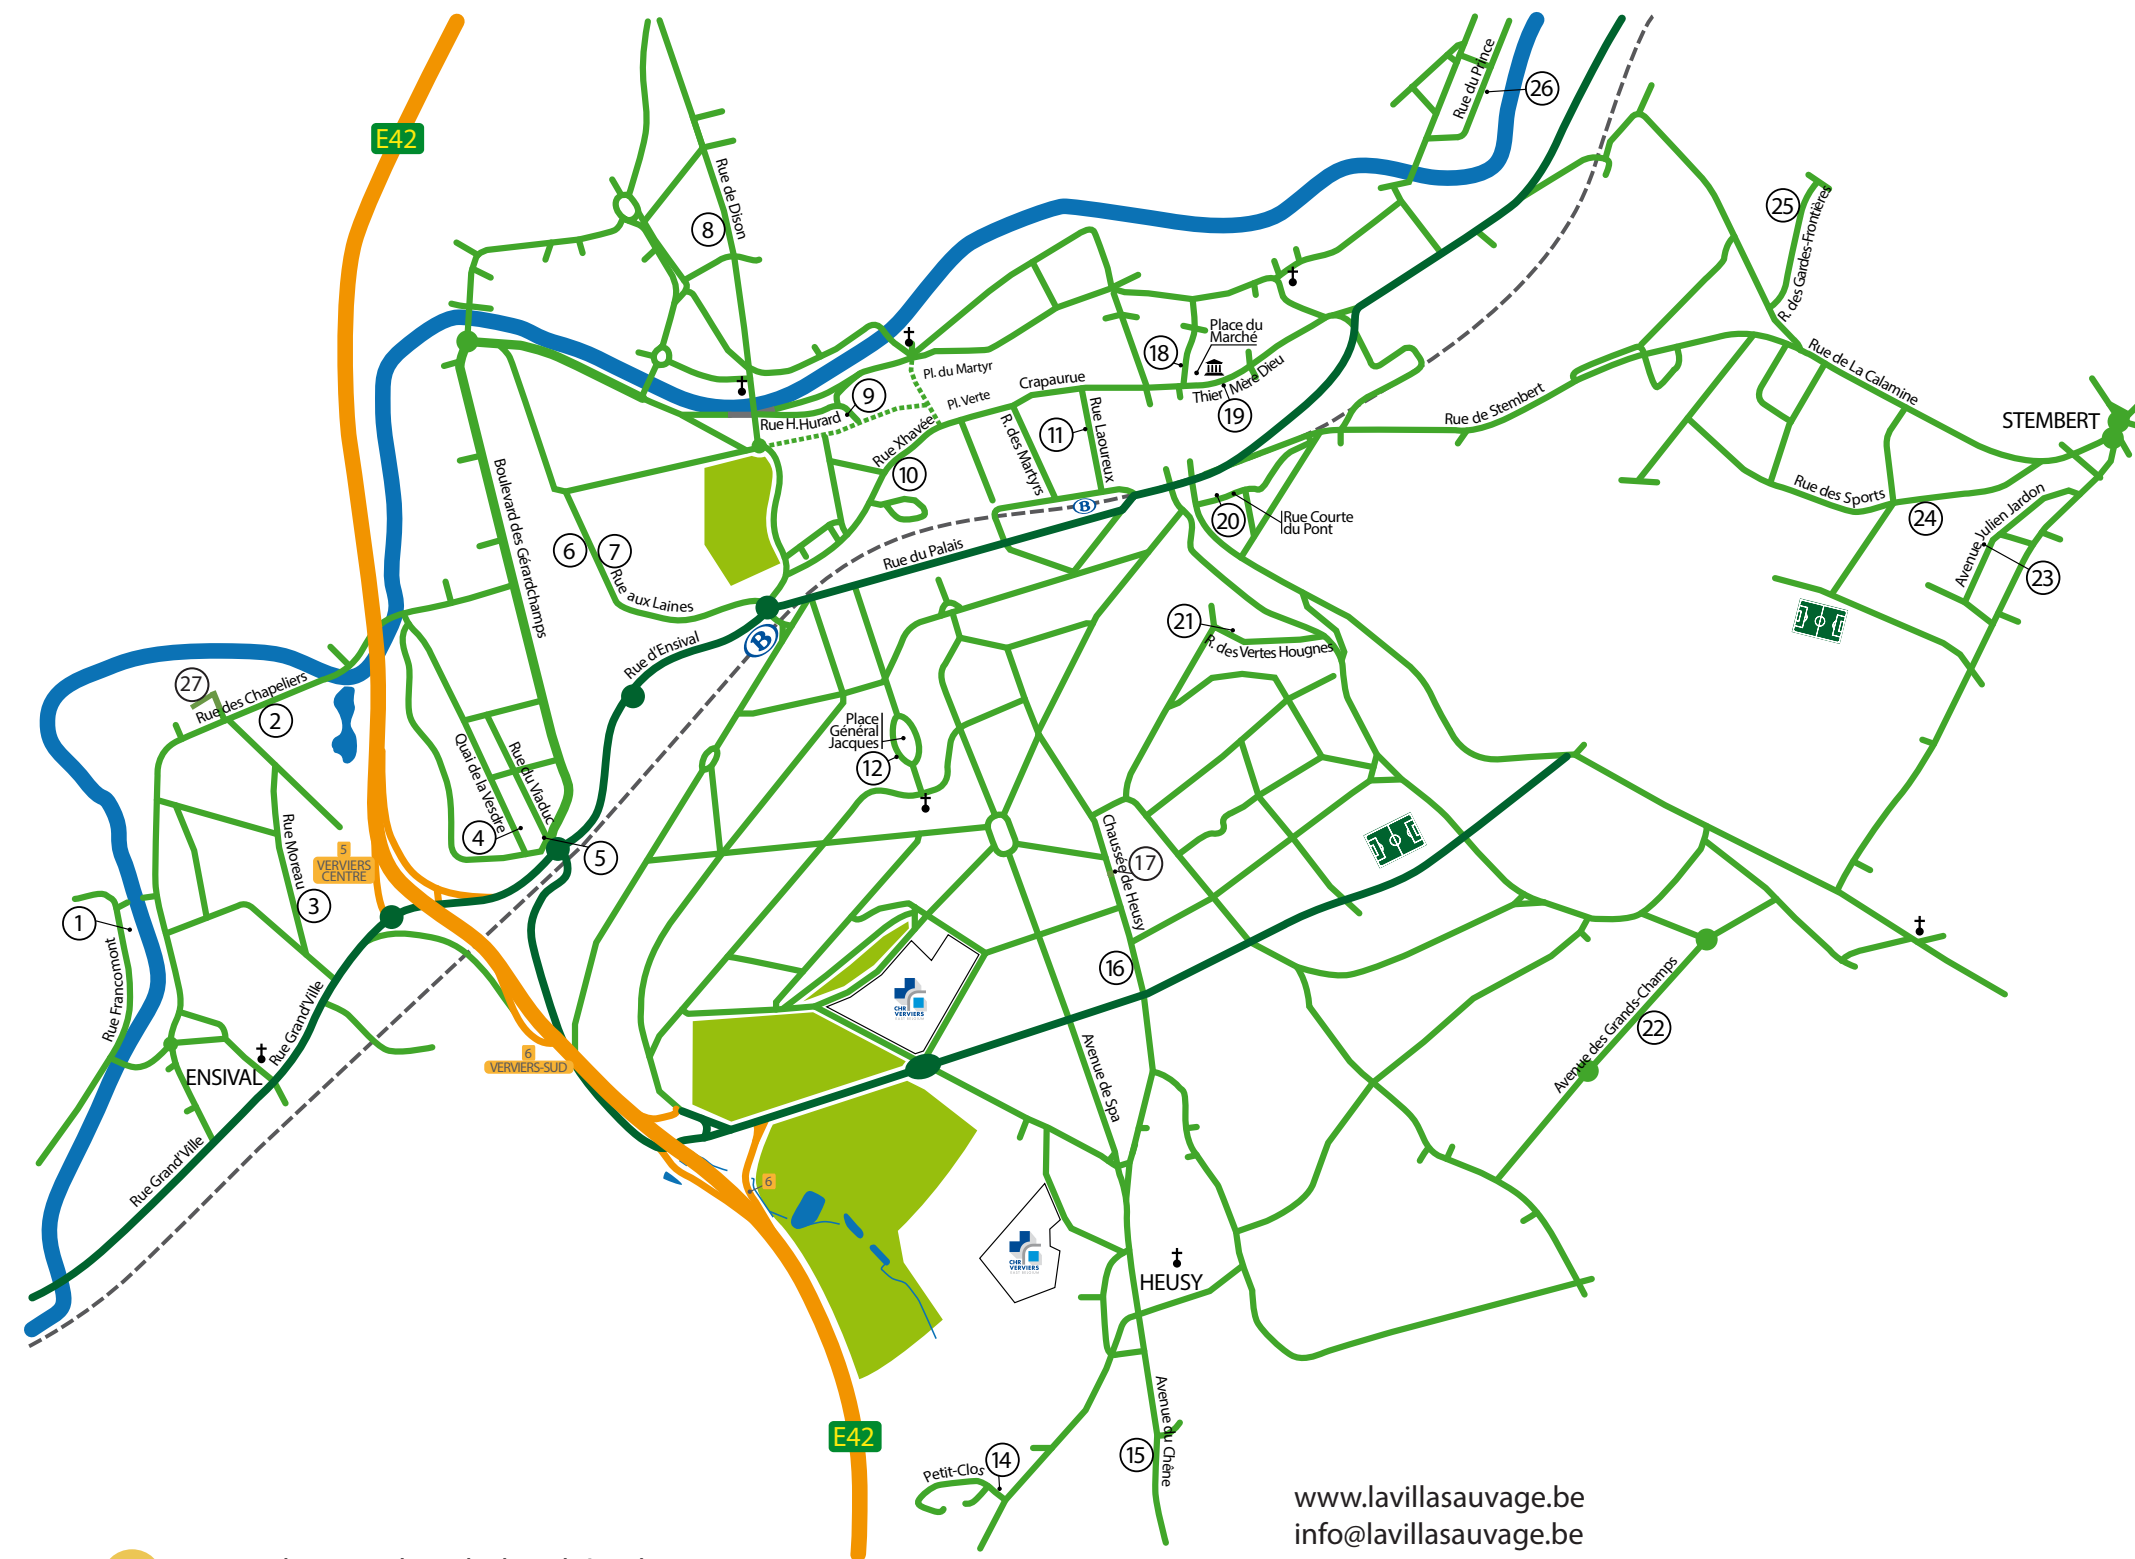 E42
Rue du Prince
26
Rue de Dison
8
25
R. des Gardes-Frontières
Place du
Marché
18
Pl. du Martyr
Crapaurue
Thier Mère Dieu
19
Rue de La Calamine
STEMBERT
Rue de Stembert
9
Pl. Verte
Rue H.Hurard
Rue Xhavée
10
R. des Martyrs
11
Rue Laoureux
Boulevard des Gérardchamps
B
20
Rue Courte
du Pont
Rue des Sports
24
Avenue Julien Jardon
23
6
7
Rue aux Laines
Rue du Palais
B
Rue d'Ensival
21
R. des Vertes Hougnes
27
Rue des Chapeliers
2
Place
Général
Jacques
12
Quai de la Vesdre
Rue du Viaduc
4
5
5
VERVIERS
CENTRE
Rue Moreau
3
Chaussée de Heusy
17
1
Rue Francoromont
16
CHR
VERVIERS
Rue Grand'Ville
ENSIVAL
6
VERVIERS-SUD
Avenue des Grands-Champs
22
Avenue de Spa
Rue Grand'Ville
6
CHR
VERVIERS
HEUSY
E42
Avenue du Chêne
15
Petit-Clos
14
www.lavillasauvage.be
info@lavillasauvage.be